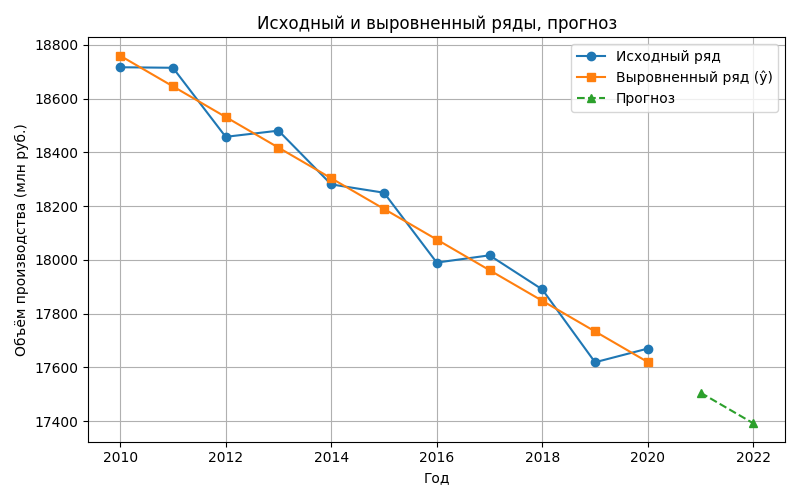 Исходный и выровненный ряды, прогноз
Исходный ряд
Выровненный ряд (ŷ)
Прогноз
Объём производства (млн руб.)
18800
18600
18400
18200
18000
17800
17600
17400
2010 2012 2014 2016 2018 2020 2022
Год